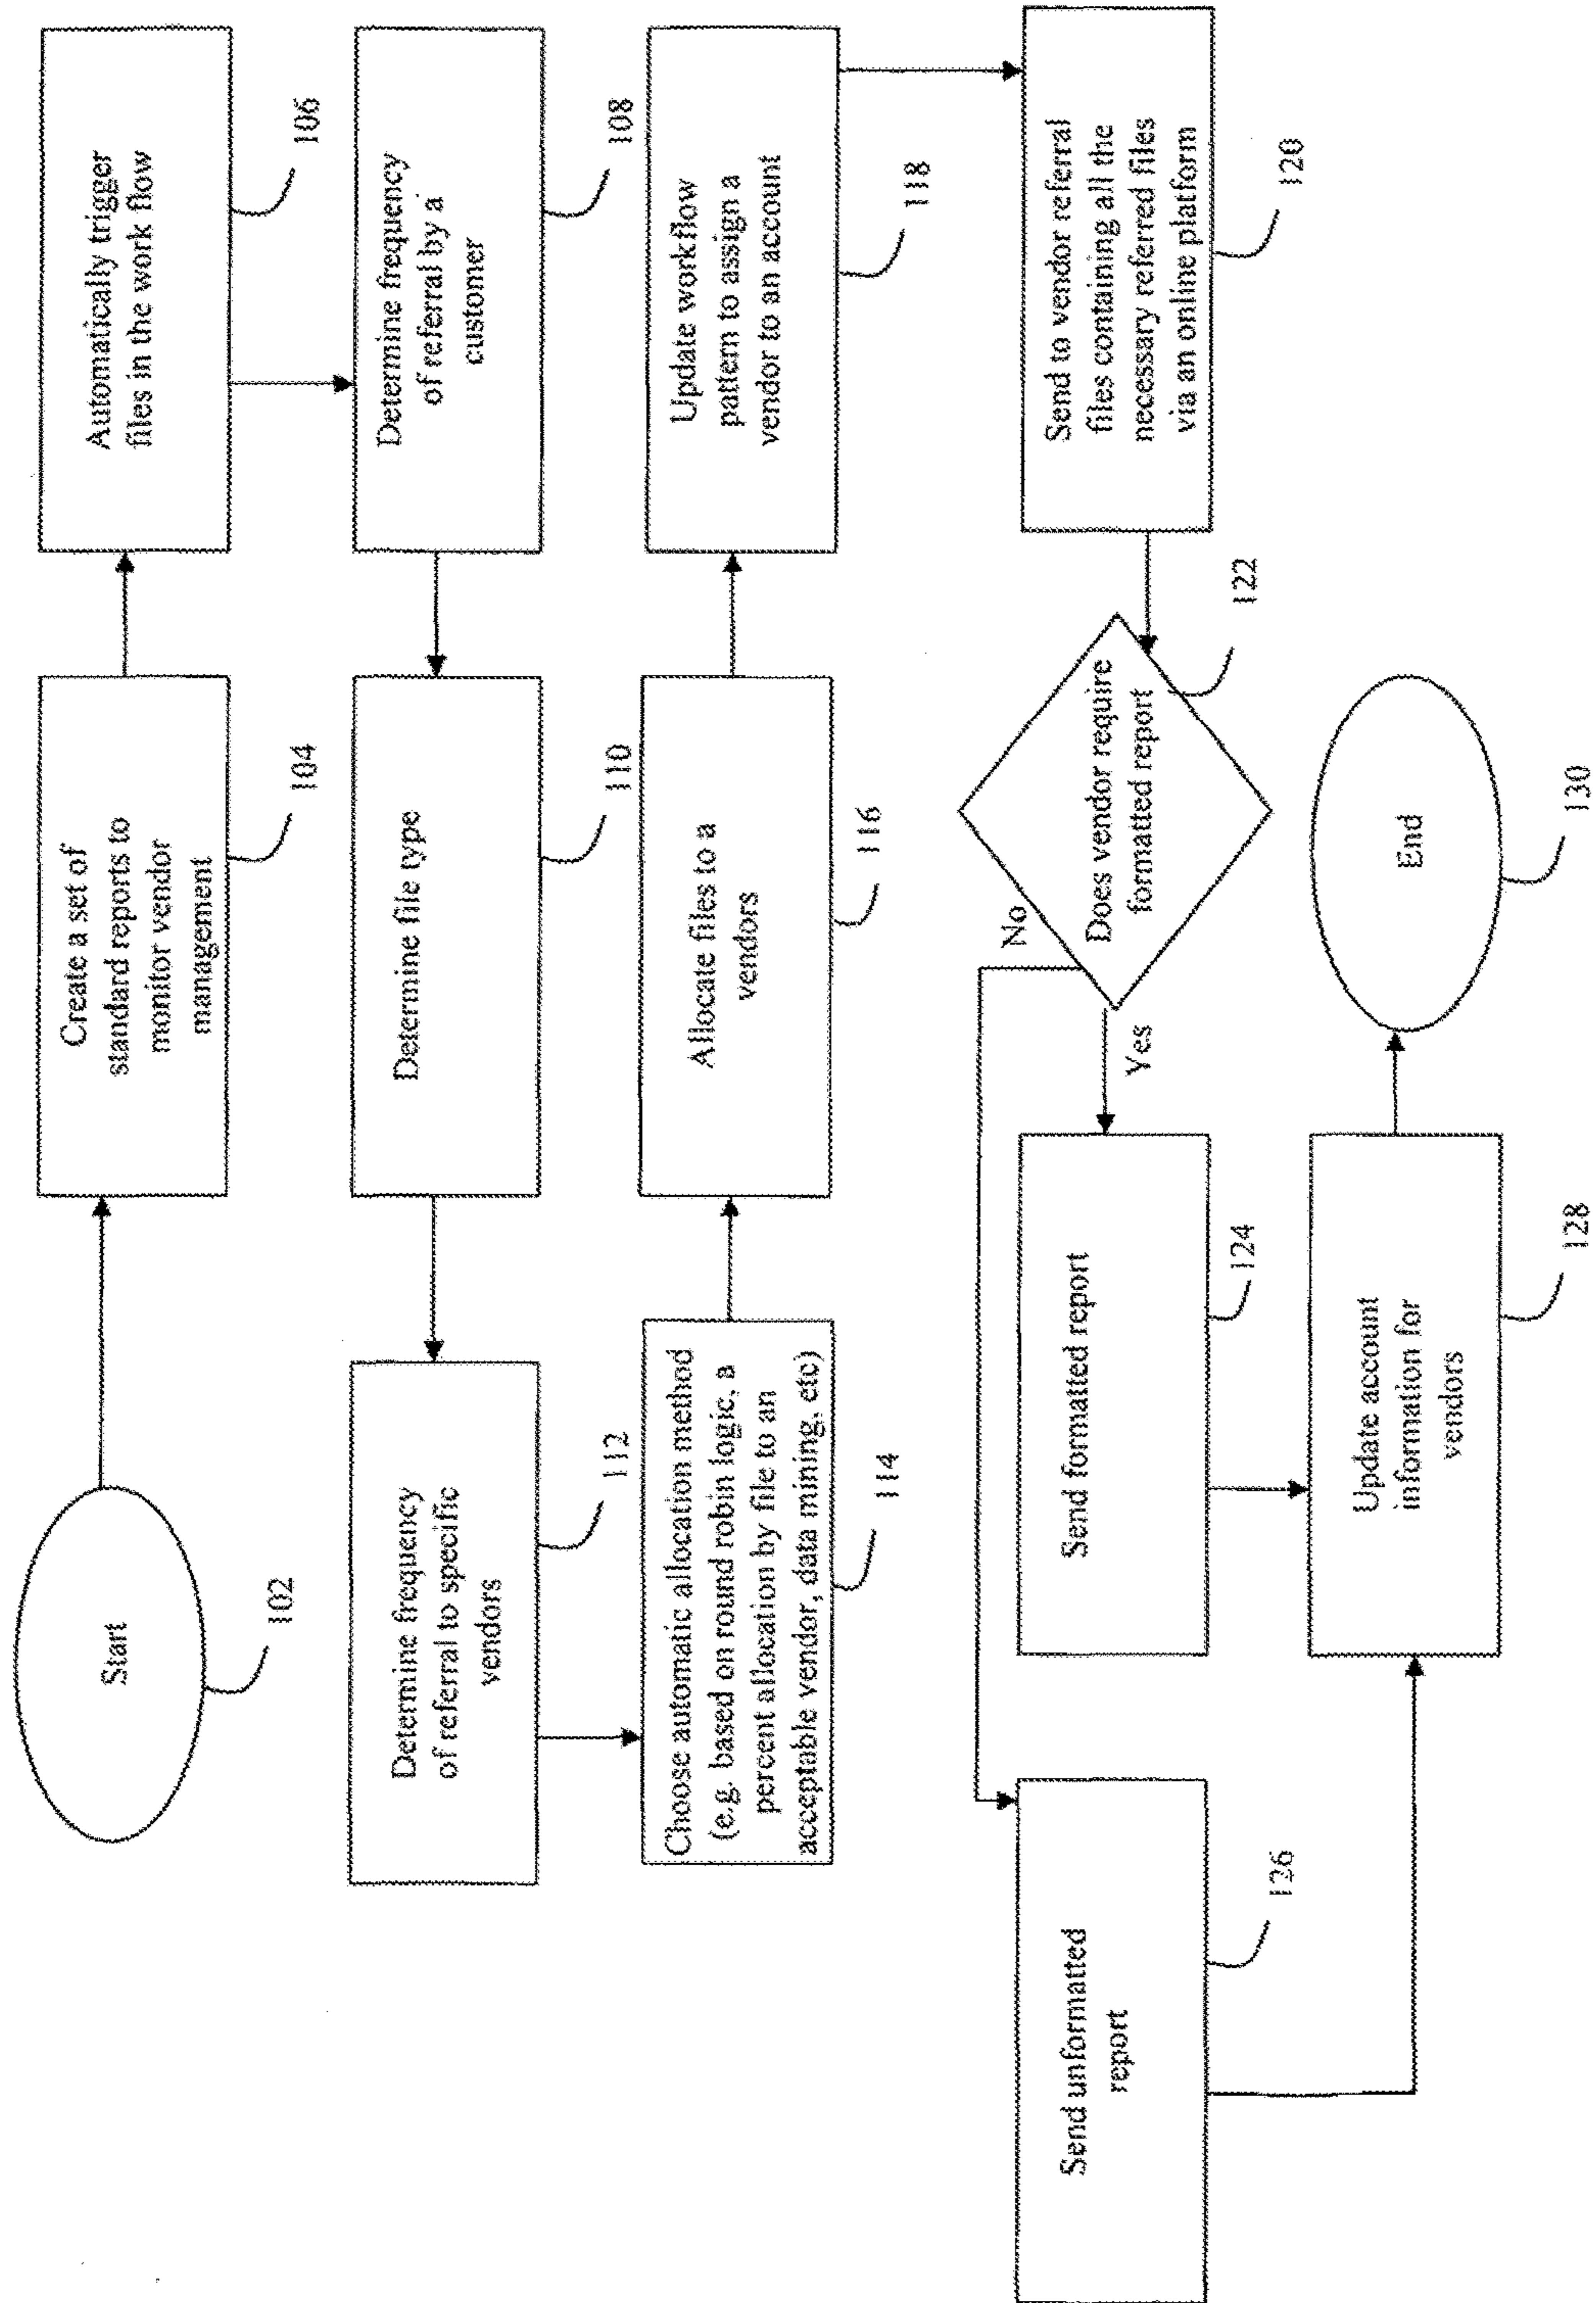 Start
102
Create a set of
standard reports to
monitor vendor
management
104
Automatically trigger
files in the work flow
106
Determine frequency
of referral by a
customer
108
Determine file type
110
Determine frequency
of referral to specific
vendors
112
Choose automatic allocation method
(e.g. based on round robin logic, a
percent allocation by file to an
acceptable vendor, data mining, etc)
114
Allocate files to a
vendors
116
Update workflow
pattern to assign a
vendor to an account
118
Send to vendor referral
files containing all the
necessary referred files
via an online platform
120
Does vendor require
formatted report
122
No
Yes
Send formatted report
124
Send unformatted
report
126
Update account
information for
vendors
128
End
130